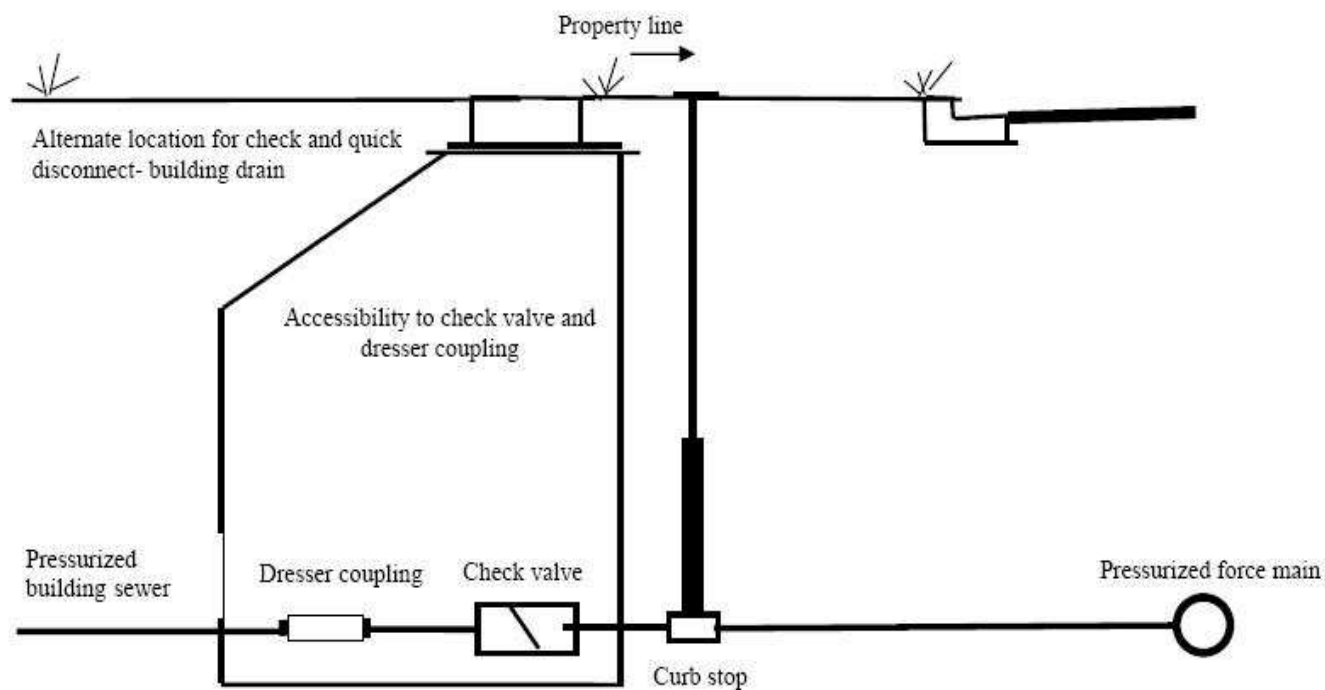 Property line
Alternate location for check and quick
disconnect- building drain
Accessibility to check valve and
dresser coupling
Pressurized
building sewer
Dresser coupling
Check valve
Pressurized force main
Curb stop